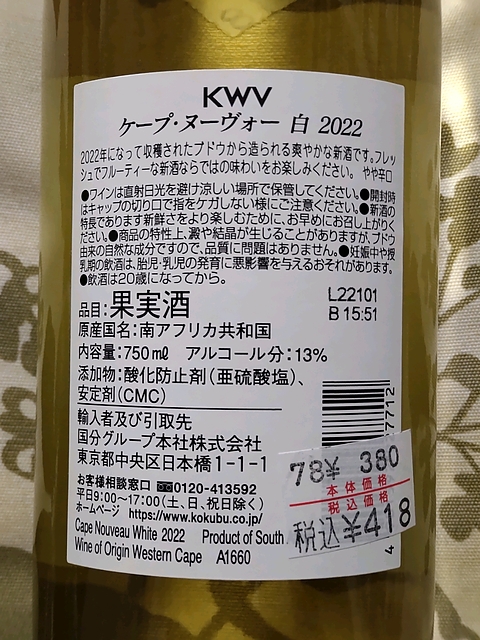 KWV
ケープ・ヌーヴォー 白 2022
2022年になって収穫されたブドウから造られる爽やかな新酒です。フレッ
シュでフルーティーな新酒ならではの味わいをお楽しみください。 やや辛口
●ワインは直射日光を避け涼しい場所で保管してください。●開封時
はキャップの切り口で指をケガしない様にご注意ください。●新酒の
特長であります新鮮さをより楽しむために、お早めにお召し上がりく
ださい。●商品の特性上、澱や結晶が生じることがありますが、ブドウ
由来の自然な成分ですので、品質に問題はありません。●妊娠中や授
乳期の飲酒は、胎児・乳児の発育に悪影響を与えるおそれがあります。
●飲酒は20歳になってから。
品目:果実酒
L22101
B 15:51
原産国名:南アフリカ共和国
内容量:750㎖ アルコール分:13%
添加物:酸化防止剤(亜硫酸塩)、
安定剤(CMC)
輸入者及び引取先
国分グループ本社株式会社
東京都中央区日本橋1-1-1
お客様相談窓口 0120-413592
平日9:00~17:00(土、日、祝日除く)
ホームページ https://www.kokubu.co.jp/
Cape Nouveau White 2022 Product of South
Wine of Origin Western Cape A1660
7712
4
78¥ 380
本体価格
税込価格
税込¥418